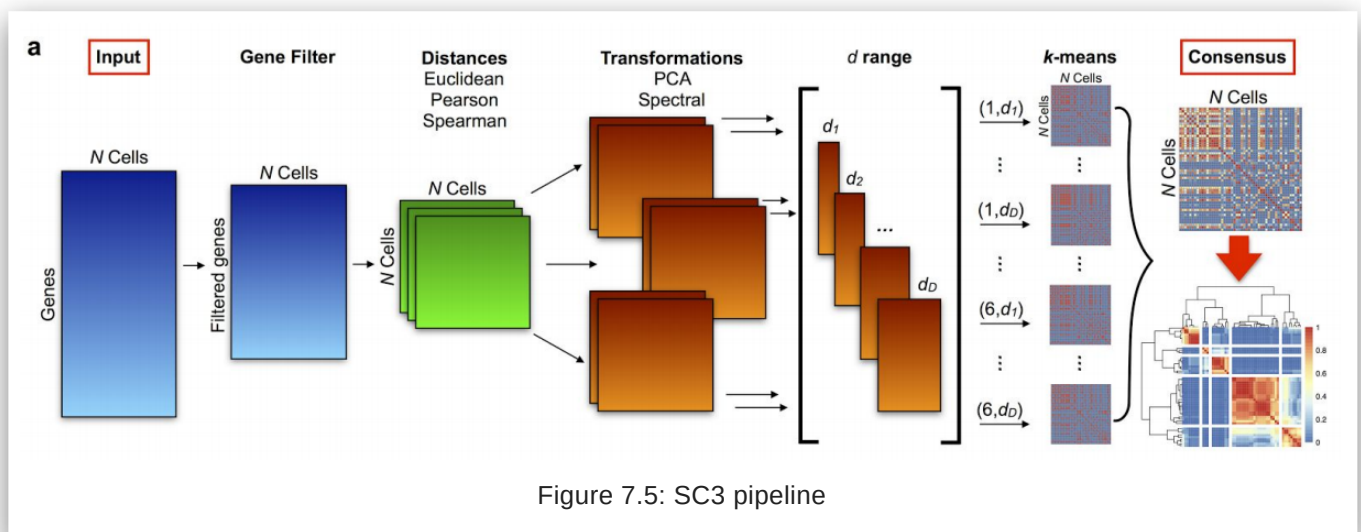 a
Input
Gene Filter
Distances
Euclidean
Pearson
Spearman
Transformations
PCA
Spectral
d range
k-means
Consensus
N Cells
Genes
N Cells
Filtered genes
N Cells
N Cells
d1
d2
...
dD
(1,d1)
⋮
(1,dD)
⋮
(6,d1)
⋮
(6,dD)
N Cells
N Cells
⋮
⋮
⋮
N Cells
N Cells
1
0.8
0.6
0.4
0.2
0
Figure 7.5: SC3 pipeline